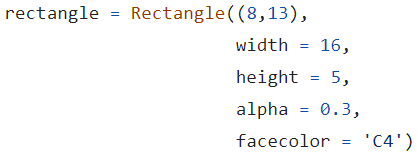 rectangle = Rectangle((8,13),
                      width = 16,
                      height = 5,
                      alpha = 0.3,
                      facecolor = 'C4')